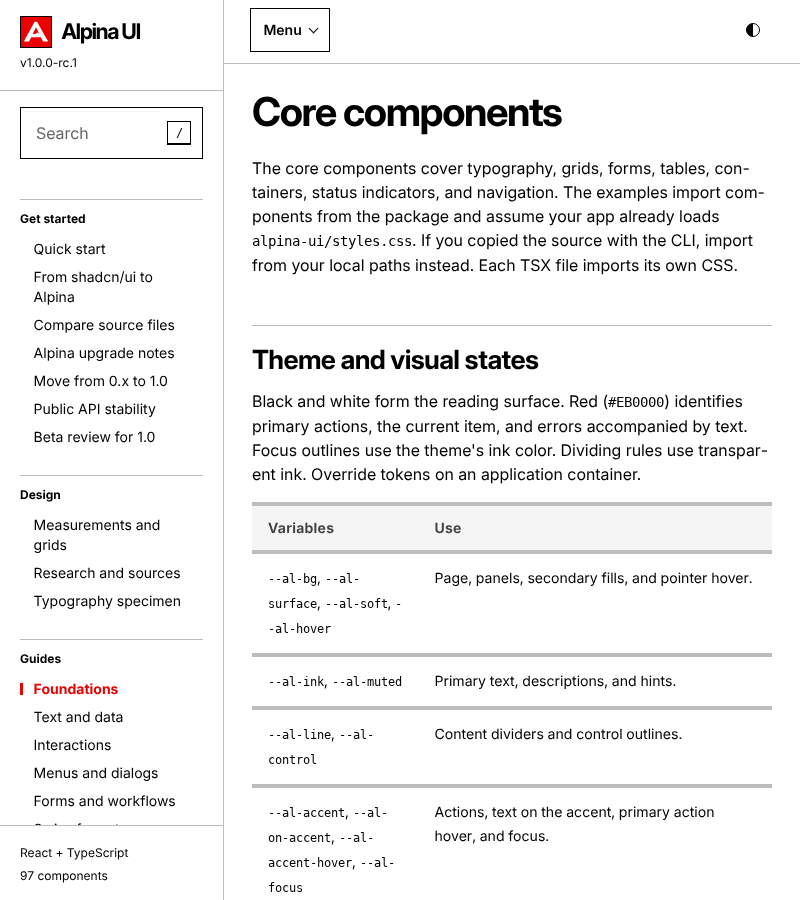 Alpina UI
v1.0.0-rc.1
Search
/
Get started
Quick start
From shadcn/ui to
Alpina
Compare source files
Alpina upgrade notes
Move from 0.x to 1.0
Public API stability
Beta review for 1.0
Design
Measurements and
grids
Research and sources
Typography specimen
Guides
Foundations
Text and data
Interactions
Menus and dialogs
Forms and workflows
React + TypeScript
97 components
Menu
Core components
The core components cover typography, grids, forms, tables, con-
tainers, status indicators, and navigation. The examples import com-
ponents from the package and assume your app already loads
alpina-ui/styles.css. If you copied the source with the CLI, import
from your local paths instead. Each TSX file imports its own CSS.
Theme and visual states
Black and white form the reading surface. Red (#EB0000) identifies
primary actions, the current item, and errors accompanied by text.
Focus outlines use the theme's ink color. Dividing rules use transpar-
ent ink. Override tokens on an application container.
Variables Use
--al-bg, --al-
surface, --al-soft, -
-al-hover
Page, panels, secondary fills, and pointer hover.
--al-ink, --al-muted
Primary text, descriptions, and hints.
--al-line, --al-
control
Content dividers and control outlines.
--al-accent, --al-
on-accent, --al-
accent-hover, --al-
focus
Actions, text on the accent, primary action
hover, and focus.